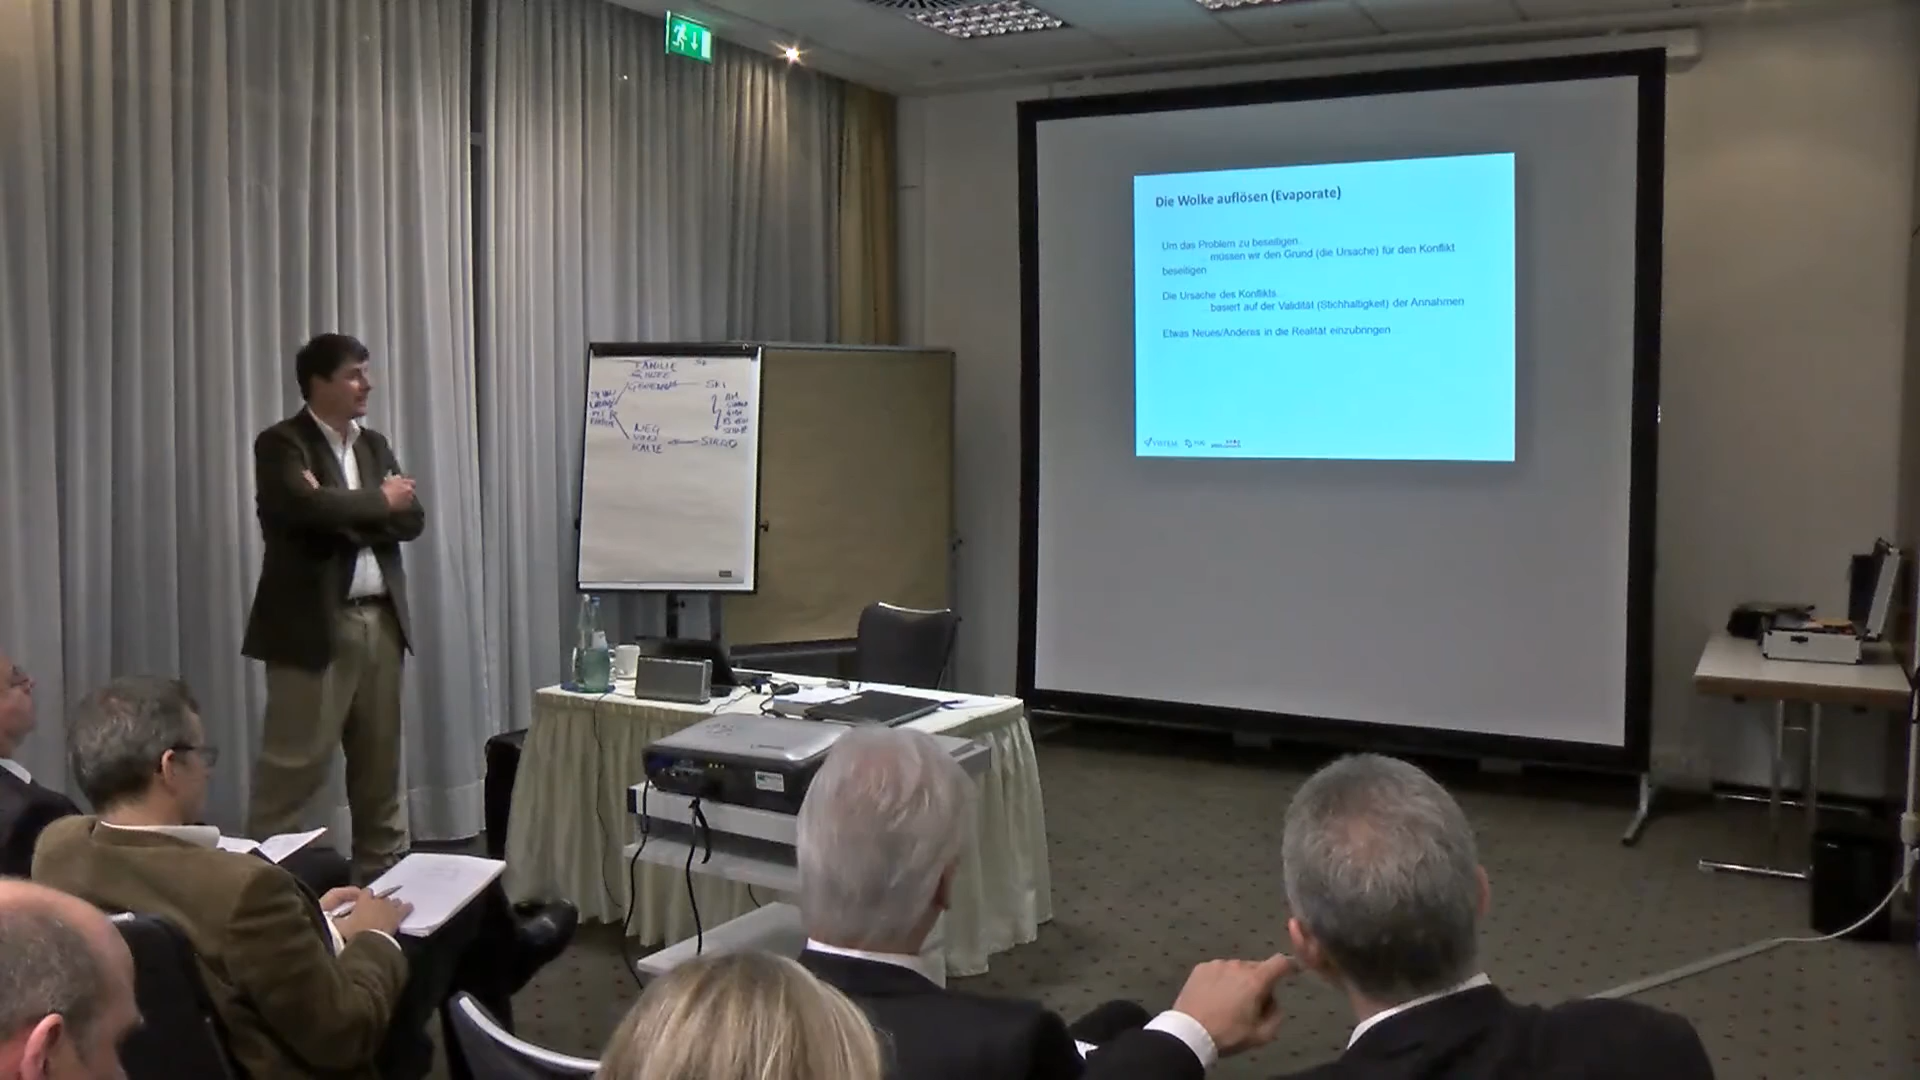 Die Wolke auflösen (Evaporate)
Um das Problem zu beseitigen...
... müssen wir den Grund (die Ursache) für den Konflikt
beseitigen
Die Ursache des Konflikts...
... basiert auf der Validität (Stichhaltigkeit) der Annahmen
Etwas Neues/Anderes in die Realität einzubringen
FAMILIE
SKI
NEG
KÄLTE